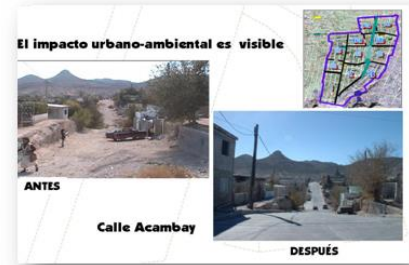 El impacto urbano-ambiental es visible
ANTES
Calle Acambay
DESPUÉS